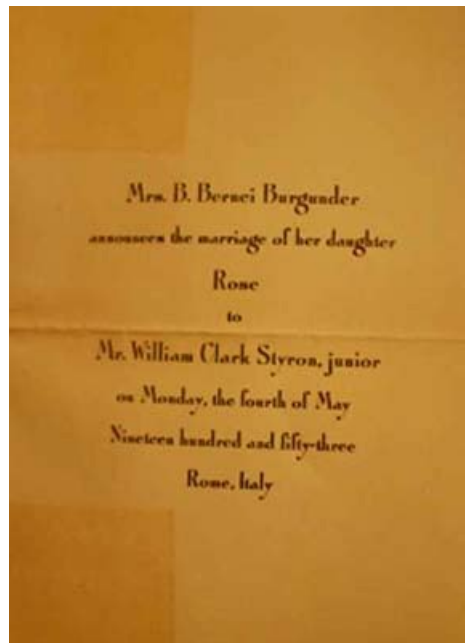 Mrs. B. Bernei Burgunder
announces the marriage of her daughter
Rose
to
Mr. William Clark Styron, junior
on Monday, the fourth of May
Nineteen hundred and fifty-three
Rome, Italy